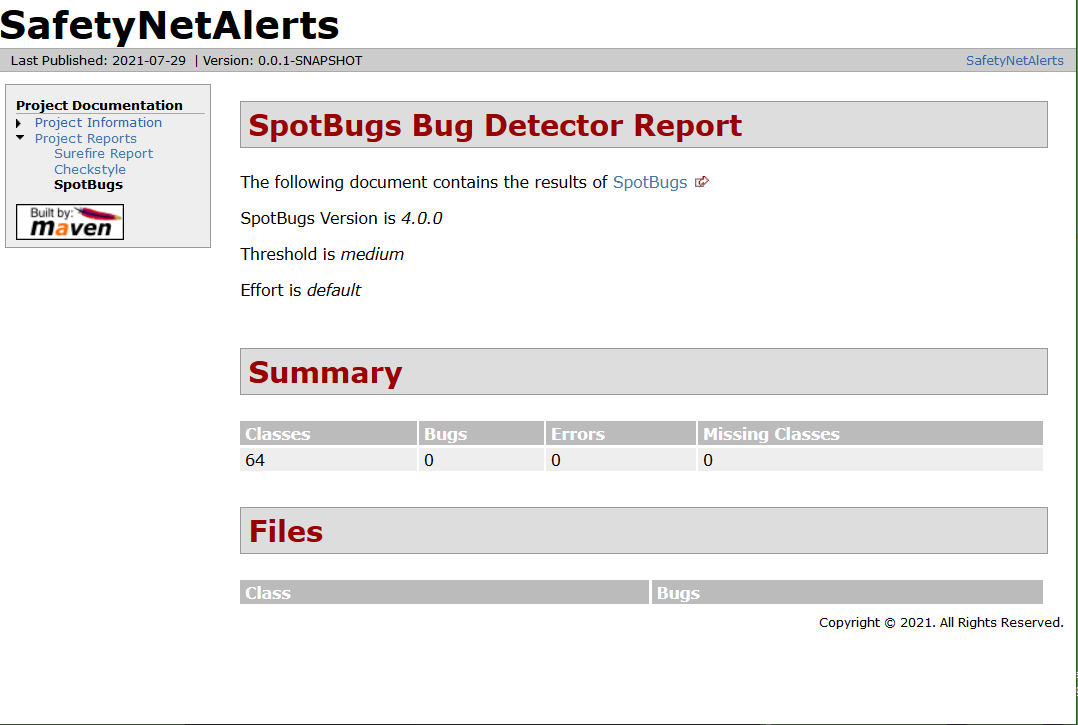 SafetyNetAlerts
Last Published: 2021-07-29 | Version: 0.0.1-SNAPSHOT
SafetyNetAlerts
Project Documentation
Project Information
Project Reports
Surefire Report
Checkstyle
SpotBugs
Built by:
maven
SpotBugs Bug Detector Report
The following document contains the results of SpotBugs
SpotBugs Version is 4.0.0
Threshold is medium
Effort is default
Summary
Classes Bugs Errors Missing Classes
64 0 0 0
Files
Class Bugs
Copyright © 2021. All Rights Reserved.